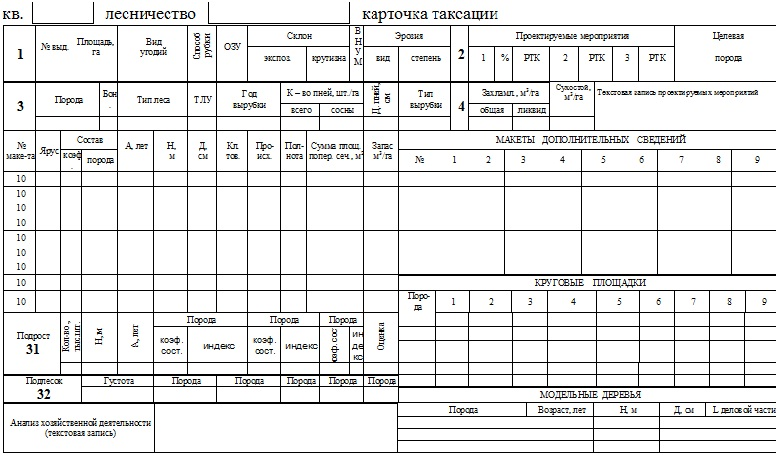 кв. лесничество карточка таксации
1 № выд. Площадь, га Вид угодий Способ рубки ОЗУ Склон ВНУМ Эрозия 2 Проектируемые мероприятия Целевая порода
экспоз. крутизна вид степень 1 % РТК 2 РТК 3 РТК
3 Порода Бон. Тип леса ТЛУ Год вырубки К – во пней, шт./га Д. пней, см Тип вырубки 4 Захламл., м³/га Сухостой, м³/га Текстовая запись проектируемых мероприятий
всего сосны общая ликвид
№ маке-та Ярус Состав А, лет Н, м Д, см Кл. тов. Про-исх. Пол-нота Сумма площ. попер. сеч., м² Запас м³/га МАКЕТЫ ДОПОЛНИТЕЛЬНЫХ СВЕДЕНИЙ
коэф. порода № 1 2 3 4 5 6 7 8 9
10
10
10
10
10
10
10
10 КРУГОВЫЕ ПЛОЩАДКИ
10 Поро-да 1 2 3 4 5 6 7 8 9
Подрост 31 Кол-во, тыс.шт. Н, м А, лет Порода Порода Порода Оценка
коэф. сост. индекс коэф. сост. индекс коэф. сос индекс
Подлесок 32 Густота Порода Порода Порода Порода Порода
МОДЕЛЬНЫЕ ДЕРЕВЬЯ
Анализ хозяйственной деятельности (текстовая запись) Порода Возраст, лет Н, м Д, см L деловой части